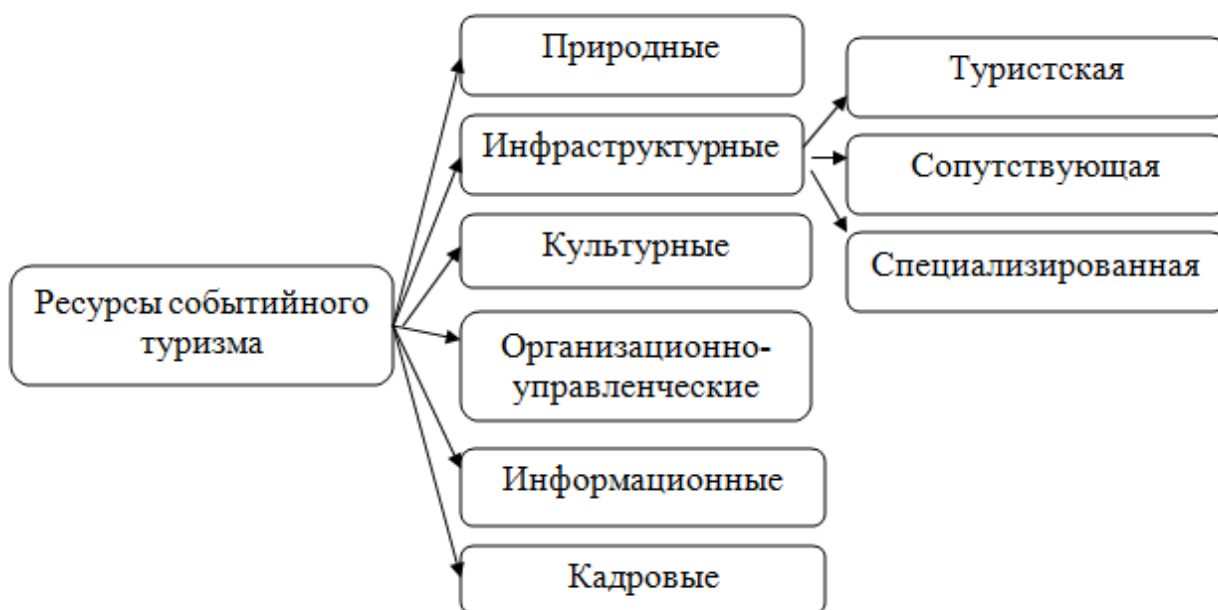 Ресурсы событийного
туризма
Природные
Инфраструктурные
Культурные
Организационно-
управленческие
Информационные
Кадровые
Туристская
Сопутствующая
Специализированная